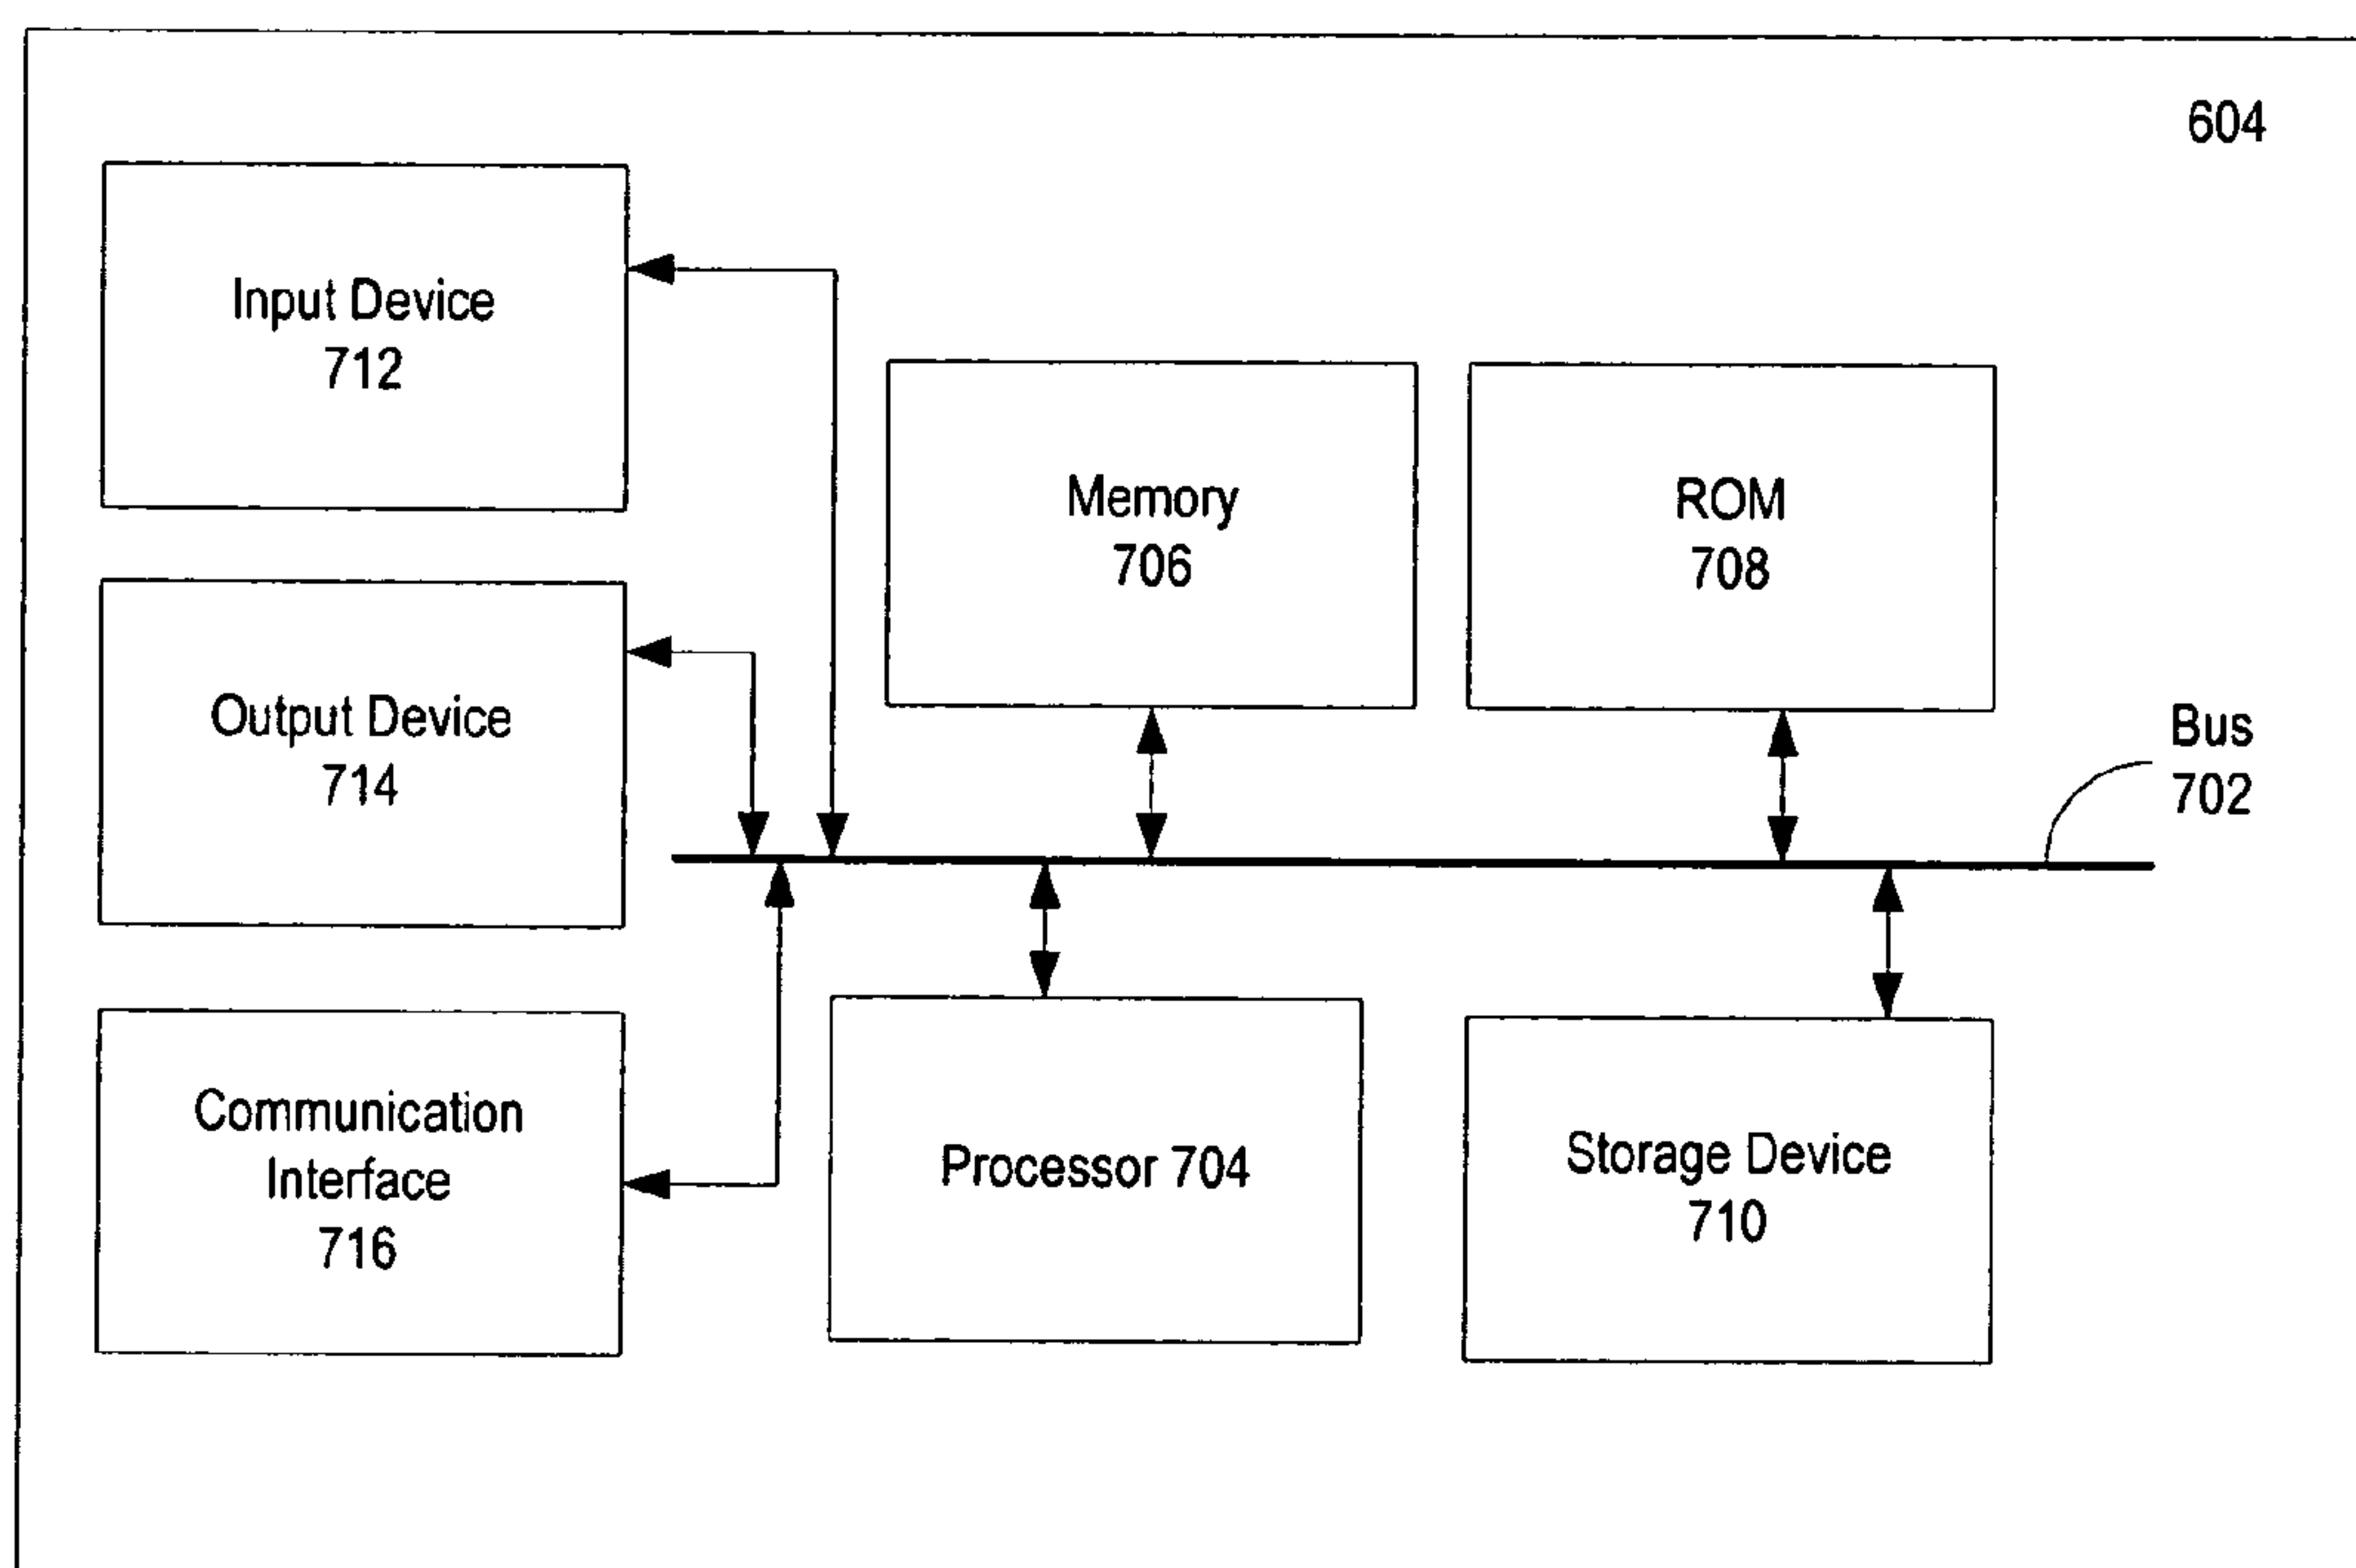 604
Input Device
712
Memory
706
ROM
708
Output Device
714
Bus
702
Communication
Interface
716
Processor 704
Storage Device
710